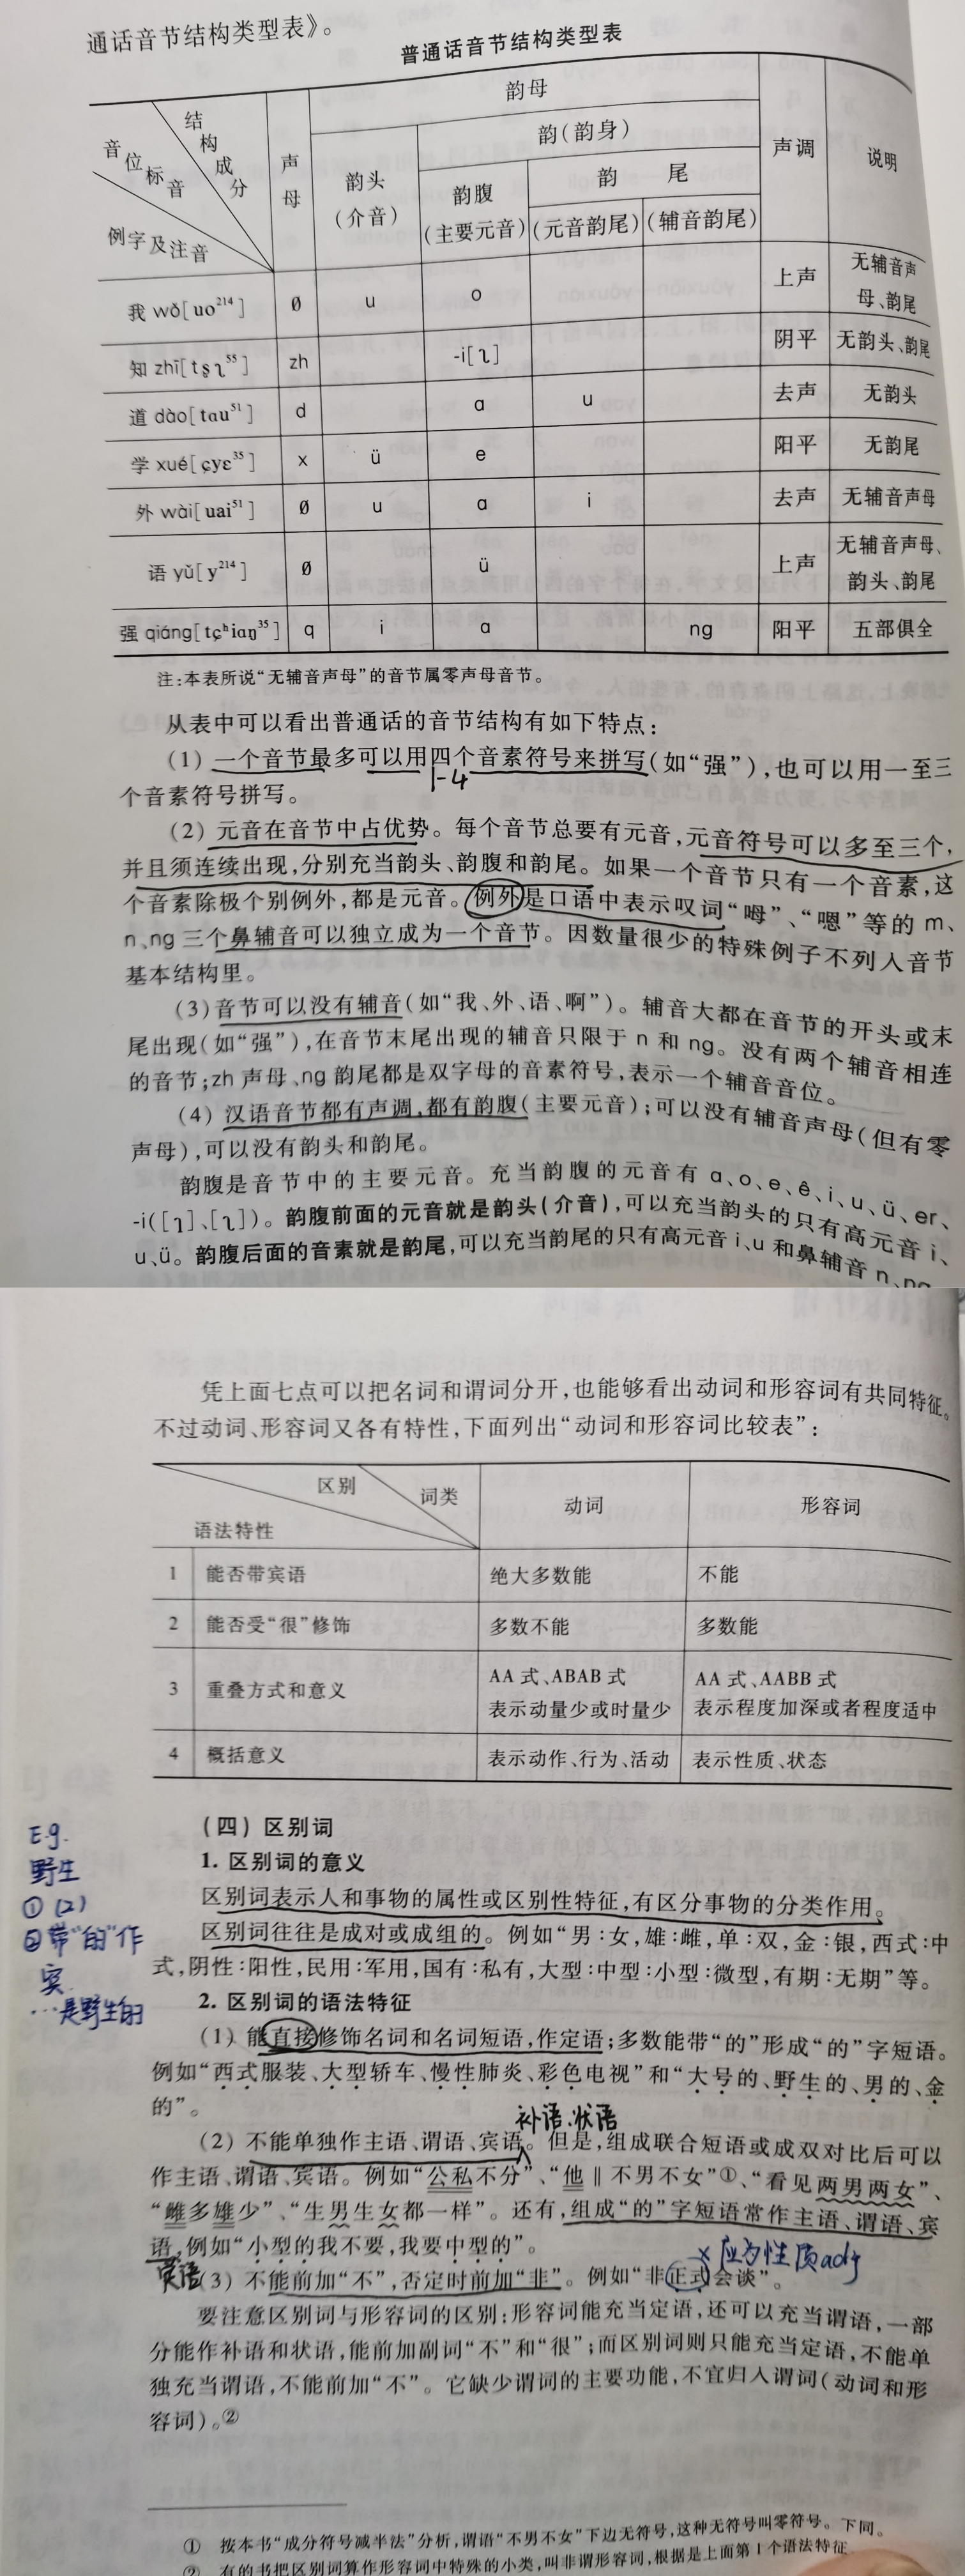 通话音节结构类型表》。
普通话音节结构类型表
结构成分
音位标音
例字及注音
声母
韵母
韵头
(介音)
韵(韵身)
韵腹
(主要元音)
韵 尾
(元音韵尾) (辅音韵尾)
声调
说明
我 wǒ[uo²¹⁴] ø u o 上声 无辅音声
母、韵尾
知 zhī[tʂʅ⁵⁵] zh -i[ʅ] 阴平 无韵头、韵尾
道 dào[tɑu⁵¹] d ɑ u 去声 无韵头
学 xué[ɕyɛ³⁵] x ü e 阳平 无韵尾
外 wài[uai⁵¹] ø u ɑ i 去声 无辅音声母
语 yǔ[y²¹⁴] ø ü 上声 无辅音声母、
韵头、韵尾
强 qiáng[tɕʰiɑŋ³⁵] q i ɑ ng 阳平 五部俱全
注:本表所说“无辅音声母”的音节属零声母音节。
从表中可以看出普通话的音节结构有如下特点:
(1) 一个音节最多可以用四个音素符号来拼写(如“强”),也可以用一至三
1-4
个音素符号拼写。
(2) 元音在音节中占优势。每个音节总要有元音,元音符号可以多至三个,
并且须连续出现,分别充当韵头、韵腹和韵尾。如果一个音节只有一个音素,这
个音素除极个别例外,都是元音。例外是口语中表示叹词“呣”、“嗯”等的 m、
n、ng 三个鼻辅音可以独立成为一个音节。因数量很少的特殊例子不列入音节
基本结构里。
(3) 音节可以没有辅音(如“我、外、语、啊”)。辅音大都在音节的开头或末
尾出现(如“强”),在音节末尾出现的辅音只限于 n 和 ng。没有两个辅音相连
的音节;zh 声母、ng 韵尾都是双字母的音素符号,表示一个辅音音位。
(4) 汉语音节都有声调,都有韵腹(主要元音);可以没有辅音声母(但有零
声母),可以没有韵头和韵尾。
韵腹是音节中的主要元音。充当韵腹的元音有 ɑ、o、e、ê、i、u、ü、er、
-i([ɿ]、[ʅ])。韵腹前面的元音就是韵头(介音),可以充当韵头的只有高元音 i、
u、ü。韵腹后面的音素就是韵尾,可以充当韵尾的只有高元音 i、u 和鼻辅音 n、ng
凭上面七点可以把名词和谓词分开,也能够看出动词和形容词有共同特征。
不过动词、形容词又各有特性,下面列出“动词和形容词比较表”:
区别 词类
语法特性
动词 形容词
1 能否带宾语 绝大多数能 不能
2 能否受“很”修饰 多数不能 多数能
3 重叠方式和意义 AA 式、ABAB 式 AA 式、AABB 式
表示动量少或时量少 表示程度加深或者程度适中
4 概括意义 表示动作、行为、活动 表示性质、状态
(四) 区别词
1. 区别词的意义
区别词表示人和事物的属性或区别性特征,有区分事物的分类作用。
区别词往往是成对或成组的。例如“男∶女,雄∶雌,单∶双,金∶银,西式∶中
式,阴性∶阳性,民用∶军用,国有∶私有,大型∶中型∶小型∶微型,有期∶无期”等。
E.g.
野生
①(2)
②带“的”作
宾.
…是野生的
2. 区别词的语法特征
(1) 能直接修饰名词和名词短语,作定语;多数能带“的”形成“的”字短语。
例如“西式服装、大型轿车、慢性肺炎、彩色电视”和“大号的、野生的、男的、金
的”。
补语.状语
(2) 不能单独作主语、谓语、宾语。但是,组成联合短语或成双对比后可以
作主语、谓语、宾语。例如“公私不分”、“他‖不男不女”①、“看见两男两女”、
“雌多雄少”、“生男生女都一样”。还有,组成“的”字短语常作主语、谓语、宾
语,例如“小型的我不要,我要中型的”。
宾语
× 应为性质adj
(3) 不能前加“不”,否定时前加“非”。例如“非正式会谈”。
要注意区别词与形容词的区别:形容词能充当定语,还可以充当谓语,一部
分能作补语和状语,能前加副词“不”和“很”;而区别词则只能充当定语,不能单
独充当谓语,不能前加“不”。它缺少谓词的主要功能,不宜归入谓词(动词和形
容词)。②
① 按本书“成分符号减半法”分析,谓语“不男不女”下边无符号,这种无符号叫零符号。下同。
② 有的书把区别词算作形容词中特殊的小类,叫非谓形容词,根据是上面第1个语法特征